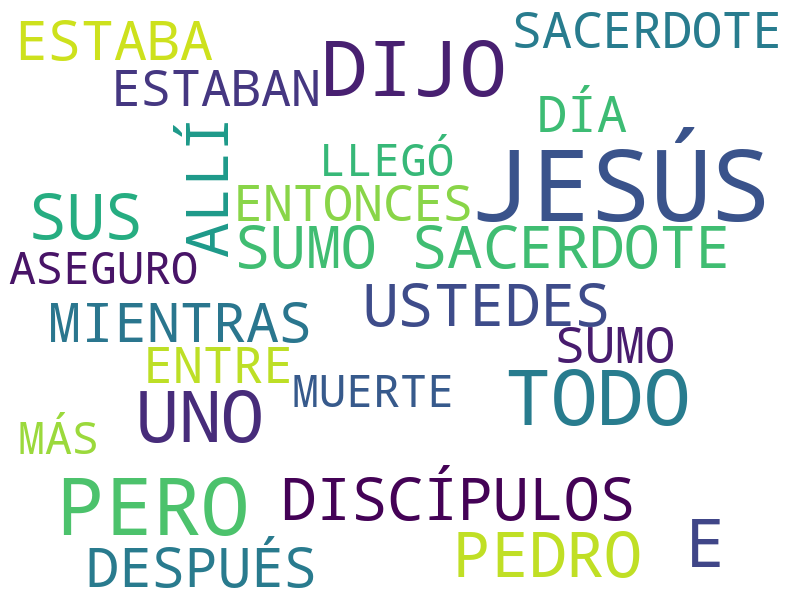 ESTABA
SACERDOTE
DIJO
ESTABAN
DÍA
ALLÍ
LLEGÓ
JESÚS
SUS
ENTONCES
SUMO SACERDOTE
ASEGURO
USTEDES
MIENTRAS
SUMO
ENTRE
MUERTE
TODO
UNO
MÁS
PERO
DISCÍPULOS
E
PEDRO
DESPUÉS